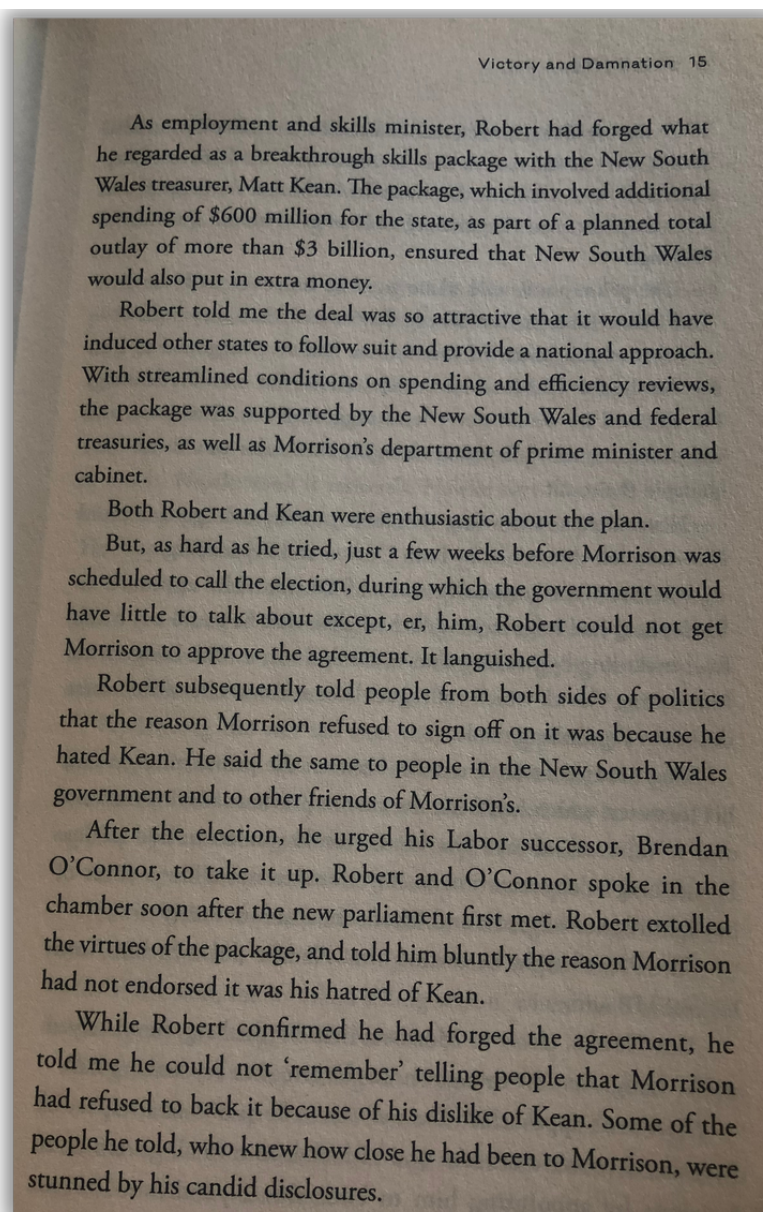 Victory and Damnation 15
As employment and skills minister, Robert had forged what
he regarded as a breakthrough skills package with the New South
Wales treasurer, Matt Kean. The package, which involved additional
spending of $600 million for the state, as part of a planned total
outlay of more than $3 billion, ensured that New South Wales
would also put in extra money.
Robert told me the deal was so attractive that it would have
induced other states to follow suit and provide a national approach.
With streamlined conditions on spending and efficiency reviews,
the package was supported by the New South Wales and federal
treasuries, as well as Morrison's department of prime minister and
cabinet.
Both Robert and Kean were enthusiastic about the plan.
But, as hard as he tried, just a few weeks before Morrison was
scheduled to call the election, during which the government would
have little to talk about except, er, him, Robert could not get
Morrison to approve the agreement. It languished.
Robert subsequently told people from both sides of politics
that the reason Morrison refused to sign off on it was because he
hated Kean. He said the same to people in the New South Wales
government and to other friends of Morrison's.
After the election, he urged his Labor successor, Brendan
O'Connor, to take it up. Robert and O'Connor spoke in the
chamber soon after the new parliament first met. Robert extolled
the virtues of the package, and told him bluntly the reason Morrison
had not endorsed it was his hatred of Kean.
While Robert confirmed he had forged the agreement, he
told me he could not 'remember' telling people that Morrison
had refused to back it because of his dislike of Kean. Some of the
people he told, who knew how close he had been to Morrison, were
stunned by his candid disclosures.